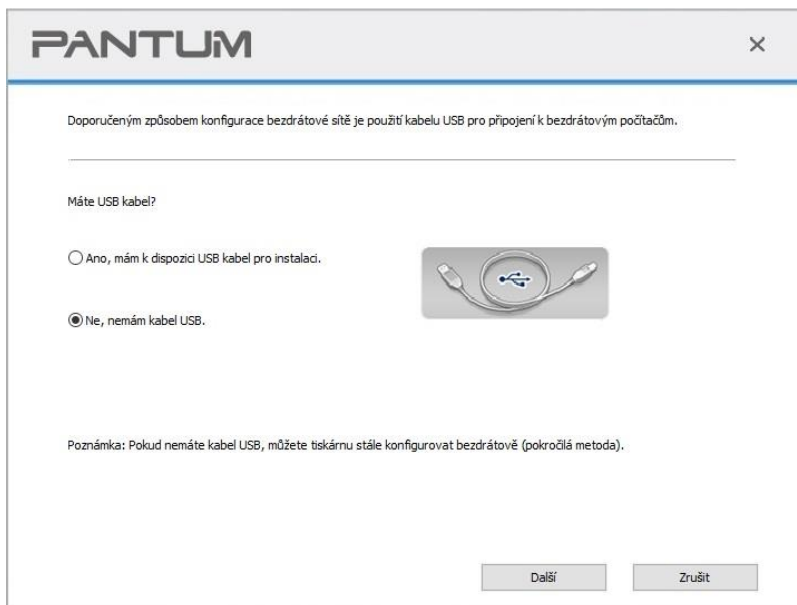 PANTUM
Doporučeným způsobem konfigurace bezdrátové sítě je použití kabelu USB pro připojení k bezdrátovým počítačům.
Máte USB kabel?
Ano, mám k dispozici USB kabel pro instalaci.
Ne, nemám kabel USB.
Poznámka: Pokud nemáte kabel USB, můžete tiskárnu stále konfigurovat bezdrátově (pokročilá metoda).
Další
Zrušit